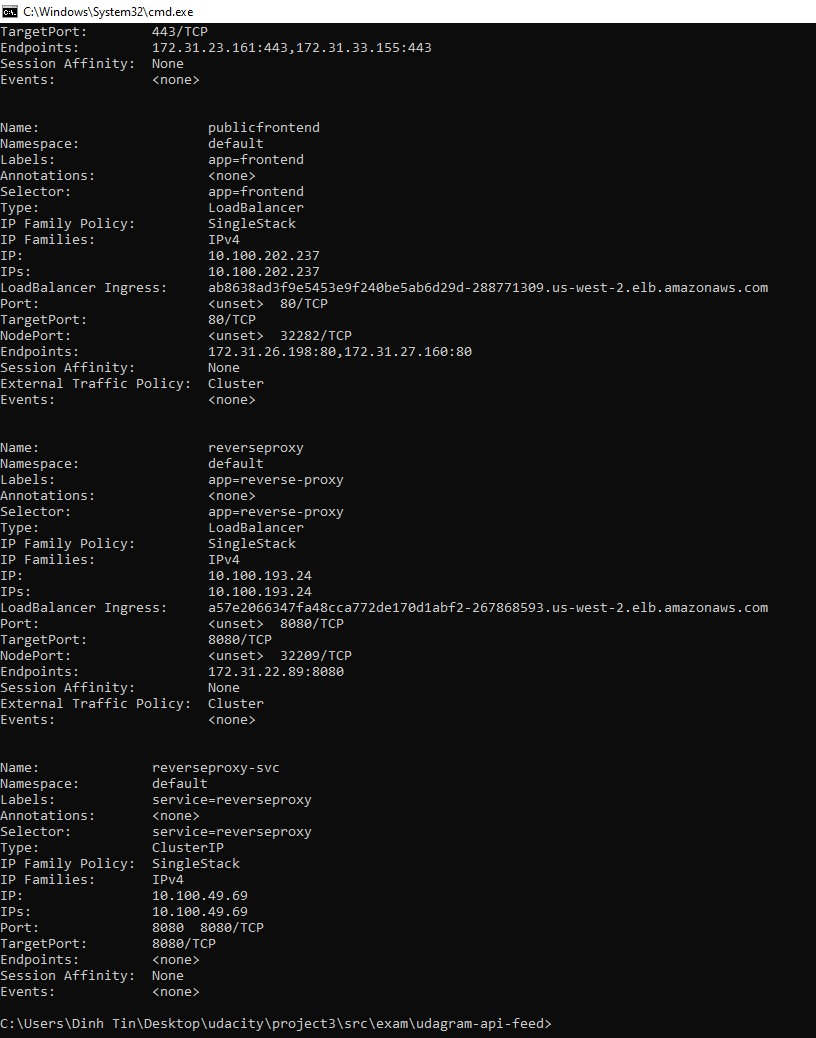 C:\Windows\System32\cmd.exe
TargetPort: 443/TCP
Endpoints: 172.31.23.161:443,172.31.33.155:443
Session Affinity: None
Events: <none>
Name: publicfrontend
Namespace: default
Labels: app=frontend
Annotations: <none>
Selector: app=frontend
Type: LoadBalancer
IP Family Policy: SingleStack
IP Families: IPv4
IP: 10.100.202.237
IPs: 10.100.202.237
LoadBalancer Ingress: ab8638ad3f9e5453e9f240be5ab6d29d-288771309.us-west-2.elb.amazonaws.com
Port: <unset> 80/TCP
TargetPort: 80/TCP
NodePort: <unset> 32282/TCP
Endpoints: 172.31.26.198:80,172.31.27.160:80
Session Affinity: None
External Traffic Policy: Cluster
Events: <none>
Name: reverseproxy
Namespace: default
Labels: app=reverse-proxy
Annotations: <none>
Selector: app=reverse-proxy
Type: LoadBalancer
IP Family Policy: SingleStack
IP Families: IPv4
IP: 10.100.193.24
IPs: 10.100.193.24
LoadBalancer Ingress: a57e2066347fa48cca772de170d1abf2-267868593.us-west-2.elb.amazonaws.com
Port: <unset> 8080/TCP
TargetPort: 8080/TCP
NodePort: <unset> 32209/TCP
Endpoints: 172.31.22.89:8080
Session Affinity: None
External Traffic Policy: Cluster
Events: <none>
Name: reverseproxy-svc
Namespace: default
Labels: service=reverseproxy
Annotations: <none>
Selector: service=reverseproxy
Type: ClusterIP
IP Family Policy: SingleStack
IP Families: IPv4
IP: 10.100.49.69
IPs: 10.100.49.69
Port: 8080 8080/TCP
TargetPort: 8080/TCP
Endpoints: <none>
Session Affinity: None
Events: <none>
C:\Users\Dinh Tin\Desktop\udacity\project3\src\exam\udagram-api-feed>